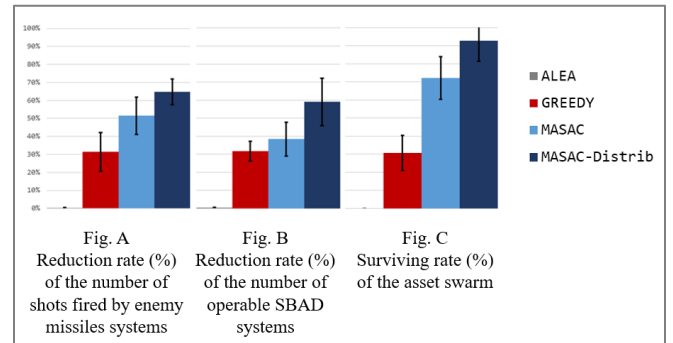 100%
90%
80%
70%
60%
50%
40%
30%
20%
10%
0%
ALEA
GREEDY
MASAC
MASAC-Distrib
Fig. A
Reduction rate (%)
of the number of
shots fired by enemy
missiles systems
Fig. B
Reduction rate (%)
of the number of
operable SBAD
systems
Fig. C
Surviving rate (%)
of the asset swarm